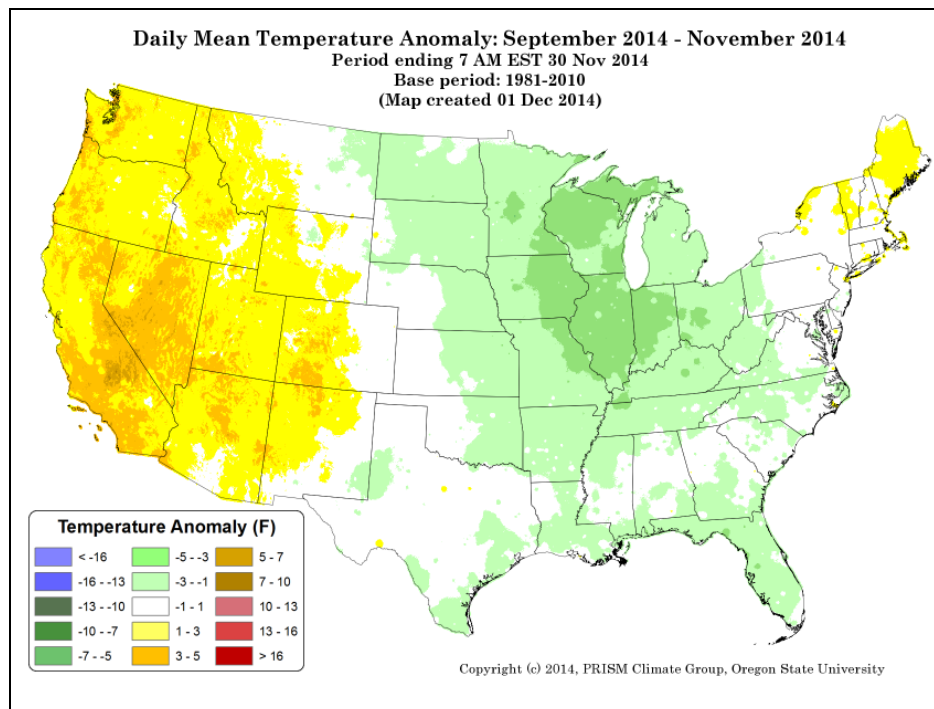 Daily Mean Temperature Anomaly: September 2014 - November 2014
Period ending 7 AM EST 30 Nov 2014
Base period: 1981-2010
(Map created 01 Dec 2014)
Temperature Anomaly (F)
< -16
-16 - -13
-13 - -10
-10 - -7
-7 - -5
-5 - -3
-3 - -1
-1 - 1
1 - 3
3 - 5
5 - 7
7 - 10
10 - 13
13 - 16
> 16
Copyright (c) 2014, PRISM Climate Group, Oregon State University